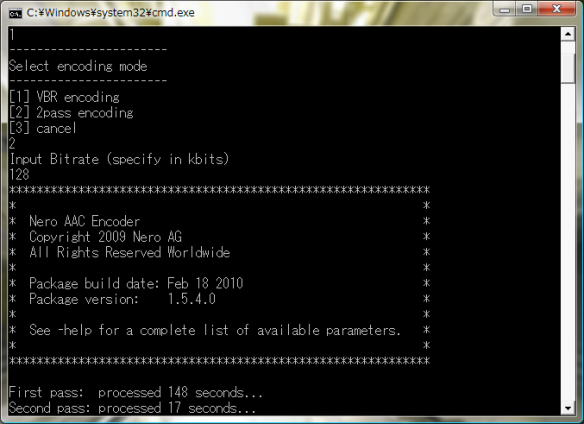 C:¥Windows¥system32¥cmd.exe
1
-----------------------
Select encoding mode
-----------------------
[1] VBR encoding
[2] 2pass encoding
[3] cancel
2
Input Bitrate (specify in kbits)
128
*************************************************************
*                                                           *
*  Nero AAC Encoder                                         *
*  Copyright 2009 Nero AG                                   *
*  All Rights Reserved Worldwide                            *
*                                                           *
*  Package build date: Feb 18 2010                          *
*  Package version:    1.5.4.0                              *
*                                                           *
*  See -help for a complete list of available parameters.   *
*                                                           *
*************************************************************
First pass:  processed 148 seconds...
Second pass: processed 17 seconds...